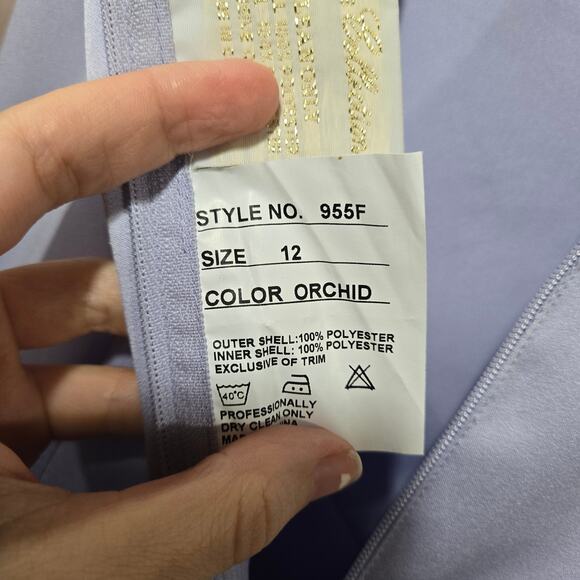 STYLE NO. 955F
SIZE 12
COLOR ORCHID
OUTER SHELL:100% POLYESTER
INNER SHELL: 100% POLYESTER
EXCLUSIVE OF TRIM
40°C
PROFESSIONALLY
DRY CLEAN ONLY